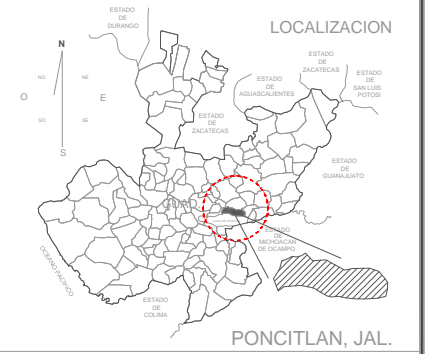 ESTADO
DE
DURANGO
LOCALIZACION
N
NO
NE
O
E
SO
SE
S
ESTADO
DE
ZACATECAS
ESTADO
DE
AGUASCALIENTES
ESTADO
DE
SAN LUIS
POTOSI
ESTADO
DE
ZACATECAS
ESTADO
DE
GUANAJUATO
GUAD
ESTADO
DE
MICHOACAN
DE OCAMPO
OCEANO PACIFICO
ESTADO
DE
COLIMA
PONCITLAN, JAL.